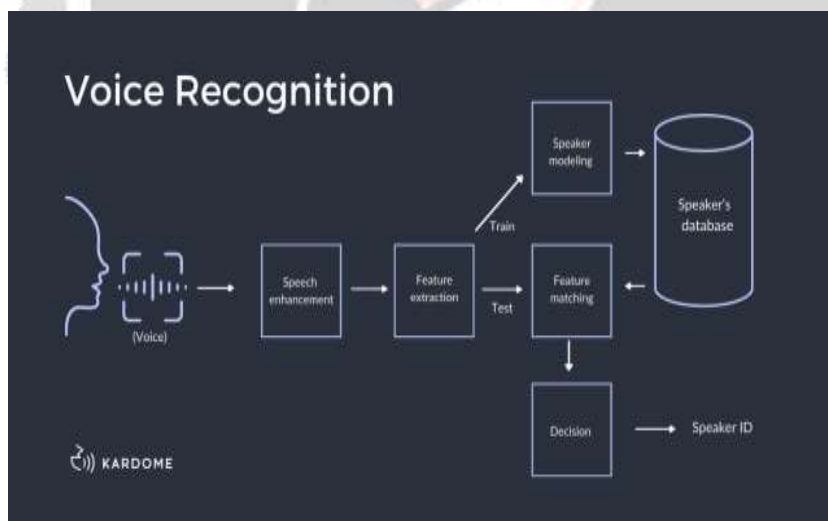 Voice Recognition
Speaker
modeling
Speaker's
database
Train
Speech
enhancement
Feature
extraction
Feature
matching
Test
(Voice)
Decision
Speaker ID
KARDOME